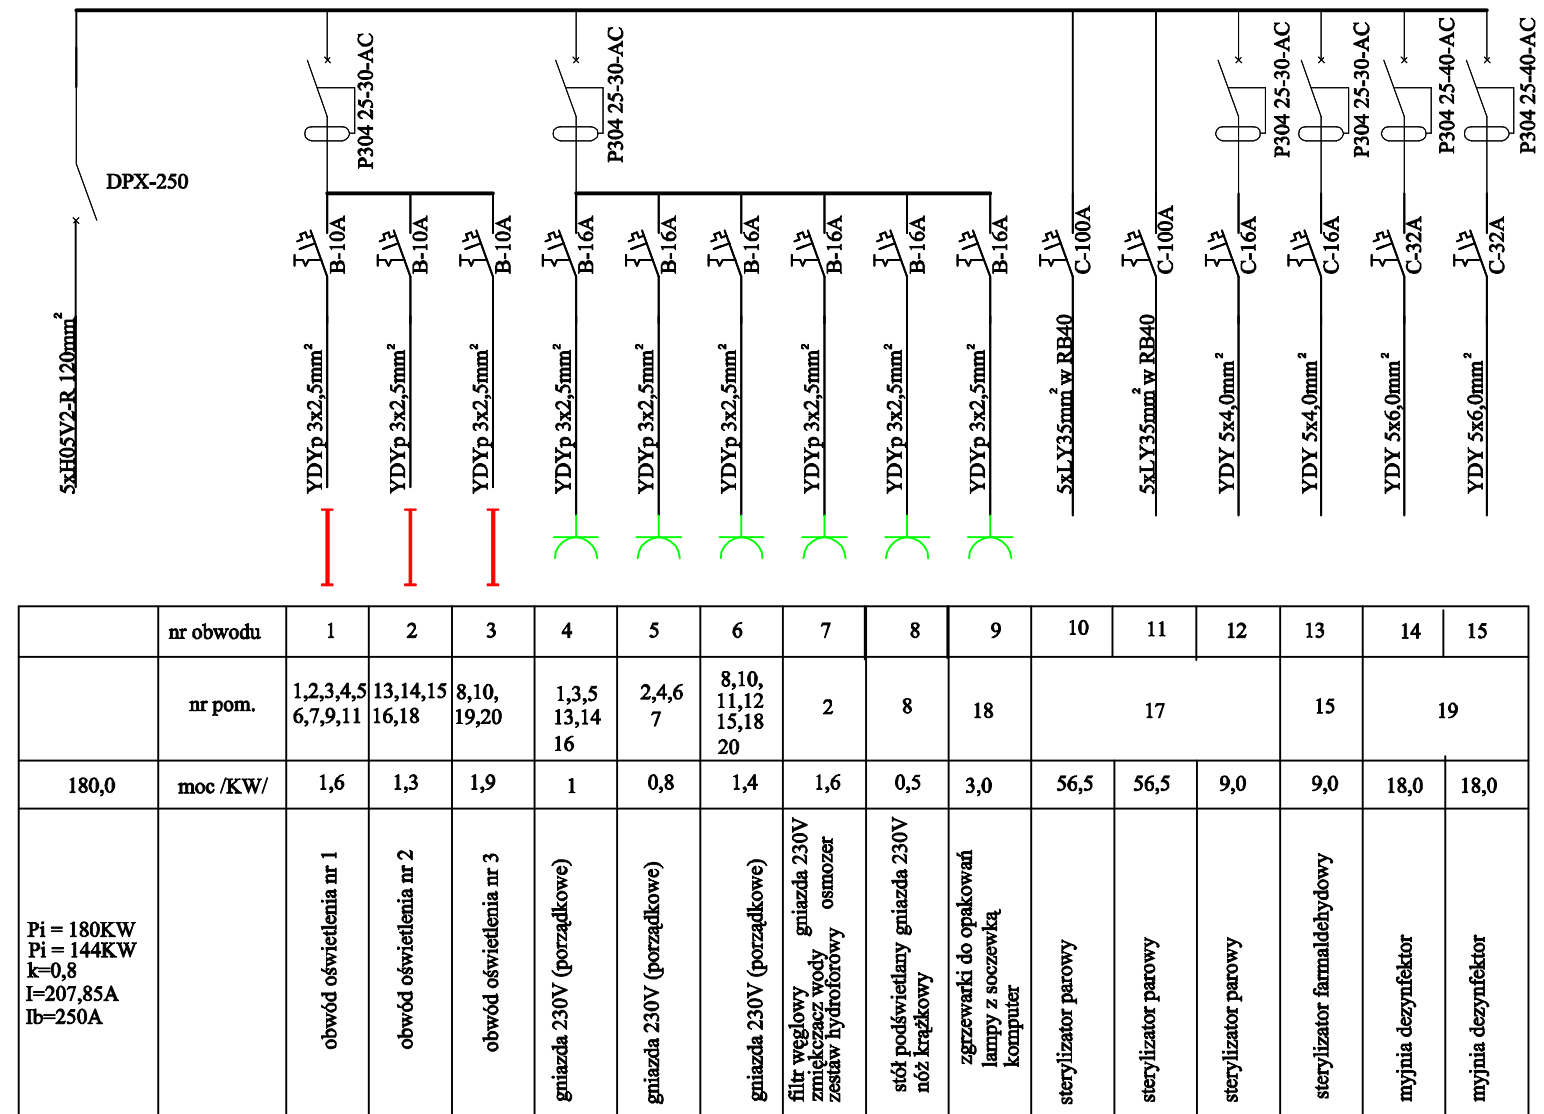 P304 25-30-AC
P304 25-30-AC
P304 25-30-AC
P304 25-30-AC
P304 25-40-AC
P304 25-40-AC
DPX-250
B-10A
B-10A
B-10A
B-16A
B-16A
B-16A
B-16A
B-16A
B-16A
C-100A
C-100A
C-16A
C-16A
C-32A
C-32A
5xH05V2-R 120mm²
YDYp 3x2,5mm²
YDYp 3x2,5mm²
YDYp 3x2,5mm²
YDYp 3x2,5mm²
YDYp 3x2,5mm²
YDYp 3x2,5mm²
YDYp 3x2,5mm²
YDYp 3x2,5mm²
YDYp 3x2,5mm²
5xLY35mm² w RB40
5xLY35mm² w RB40
YDY 5x4,0mm²
YDY 5x4,0mm²
YDY 5x6,0mm²
YDY 5x6,0mm²
nr obwodu 1 2 3 4 5 6 7 8 9 10 11 12 13 14 15
nr pom.
1,2,3,4,5
6,7,9,11
13,14,15
16,18
8,10,
19,20
1,3,5
13,14
16
2,4,6
7
8,10,
11,12
15,18
20
2
8
18
17
15
19
180,0 moc /KW/ 1,6 1,3 1,9 1 0,8 1,4 1,6 0,5 3,0 56,5 56,5 9,0 9,0 18,0 18,0
Pi = 180KW
Pi = 144KW
k=0,8
I=207,85A
Ib=250A
obwód oświetlenia nr 1
obwód oświetlenia nr 2
obwód oświetlenia nr 3
gniazda 230V (porządkowe)
gniazda 230V (porządkowe)
gniazda 230V (porządkowe)
filtr węglowy gniazda 230V
zmiękczacz wody osmozer
zestaw hydroforowy
stół podświetlany gniazda 230V
nóż krążkowy
zgrzewarki do opakowań
lampy z soczewką
komputer
sterylizator parowy
sterylizator parowy
sterylizator parowy
sterylizator farmaldehydowy
myjnia dezynfektor
myjnia dezynfektor